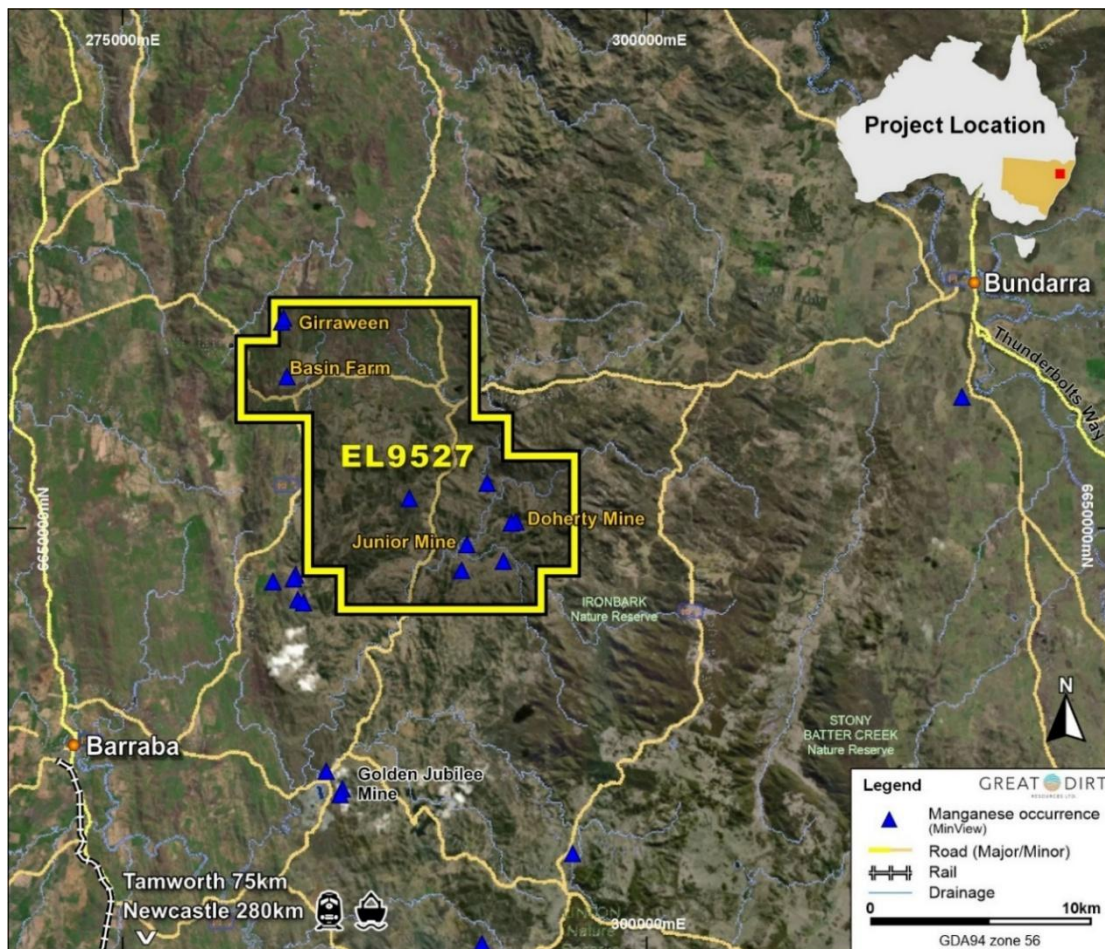 275000mE
300000mE
Project Location
Bundarra
Thunderbolts Way
Girraween
Basin Farm
EL9527
Doherty Mine
Junior Mine
6650000mN
6650000mN
IRONBARK
Nature Reserve
STONY
BATTER CREEK
Nature Reserve
N
Barraba
Golden Jubilee
Mine
Tamworth 75km
Newcastle 280km
300000mE
Nature
Legend
GREAT DIRT
RESOURCES LTD
Manganese occurrence
(MinView)
Road (Major/Minor)
Rail
Drainage
0 10km
GDA94 zone 56